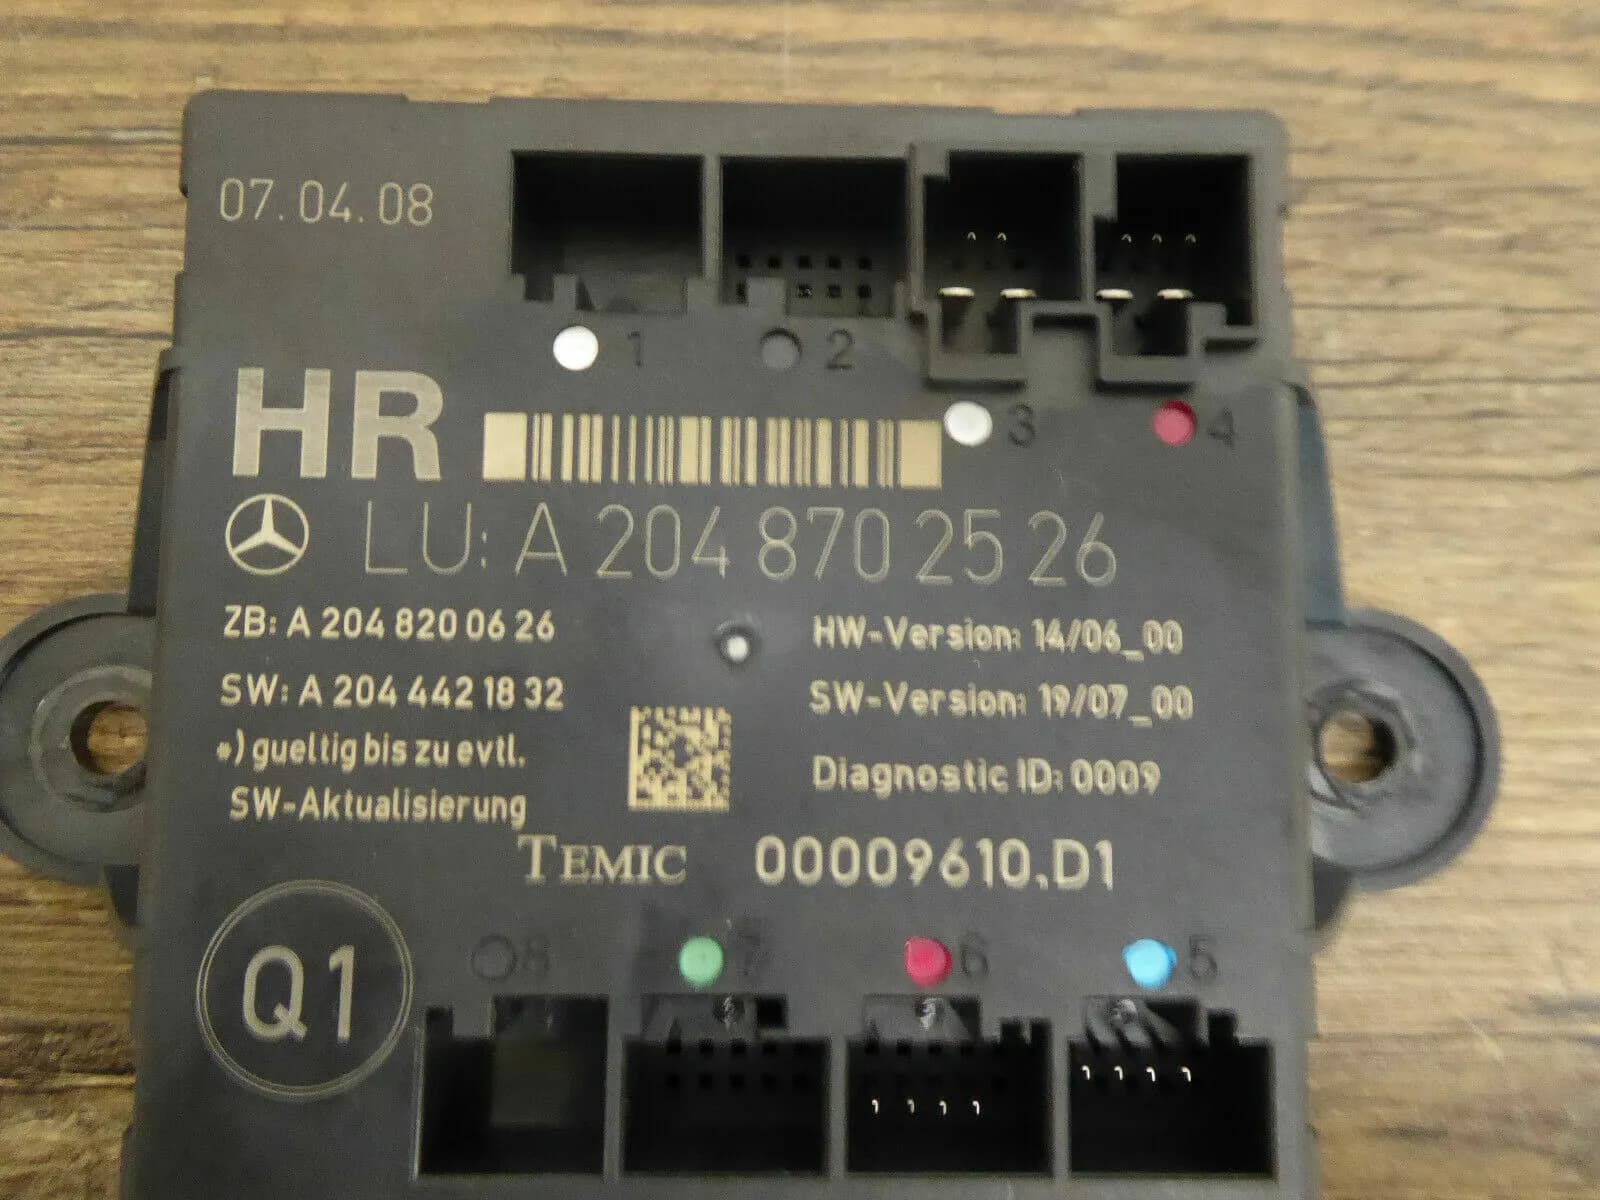 07.04.08
1 2
3 4
HR
LU: A 204 870 25 26
ZB: A 204 820 06 26
HW-Version: 14/06_00
SW: A 204 442 18 32
SW-Version: 19/07_00
*) gueltig bis zu evtl.
SW-Aktualisierung
Diagnostic ID: 0009
TEMIC 00009610.D1
Q1
8 7 6 5